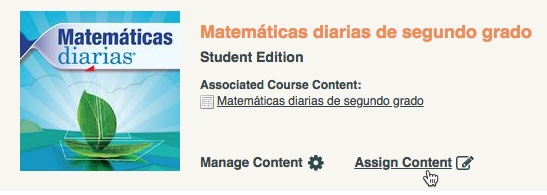 Matemáticas
diarias®
Matemáticas diarias de segundo grado
Student Edition
Associated Course Content:
Matemáticas diarias de segundo grado
Manage Content
Assign Content